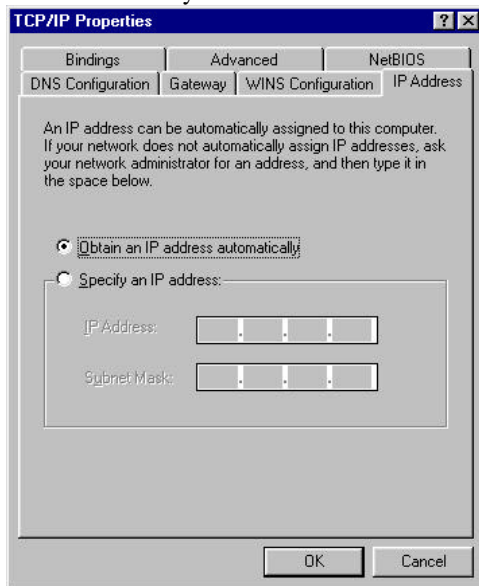 TCP/IP Properties
Bindings Advanced NetBIOS
DNS Configuration Gateway WINS Configuration IP Address
An IP address can be automatically assigned to this computer.
If your network does not automatically assign IP addresses, ask
your network administrator for an address, and then type it in
the space below.
Obtain an IP address automatically
Specify an IP address:
IP Address:
Subnet Mask:
OK Cancel